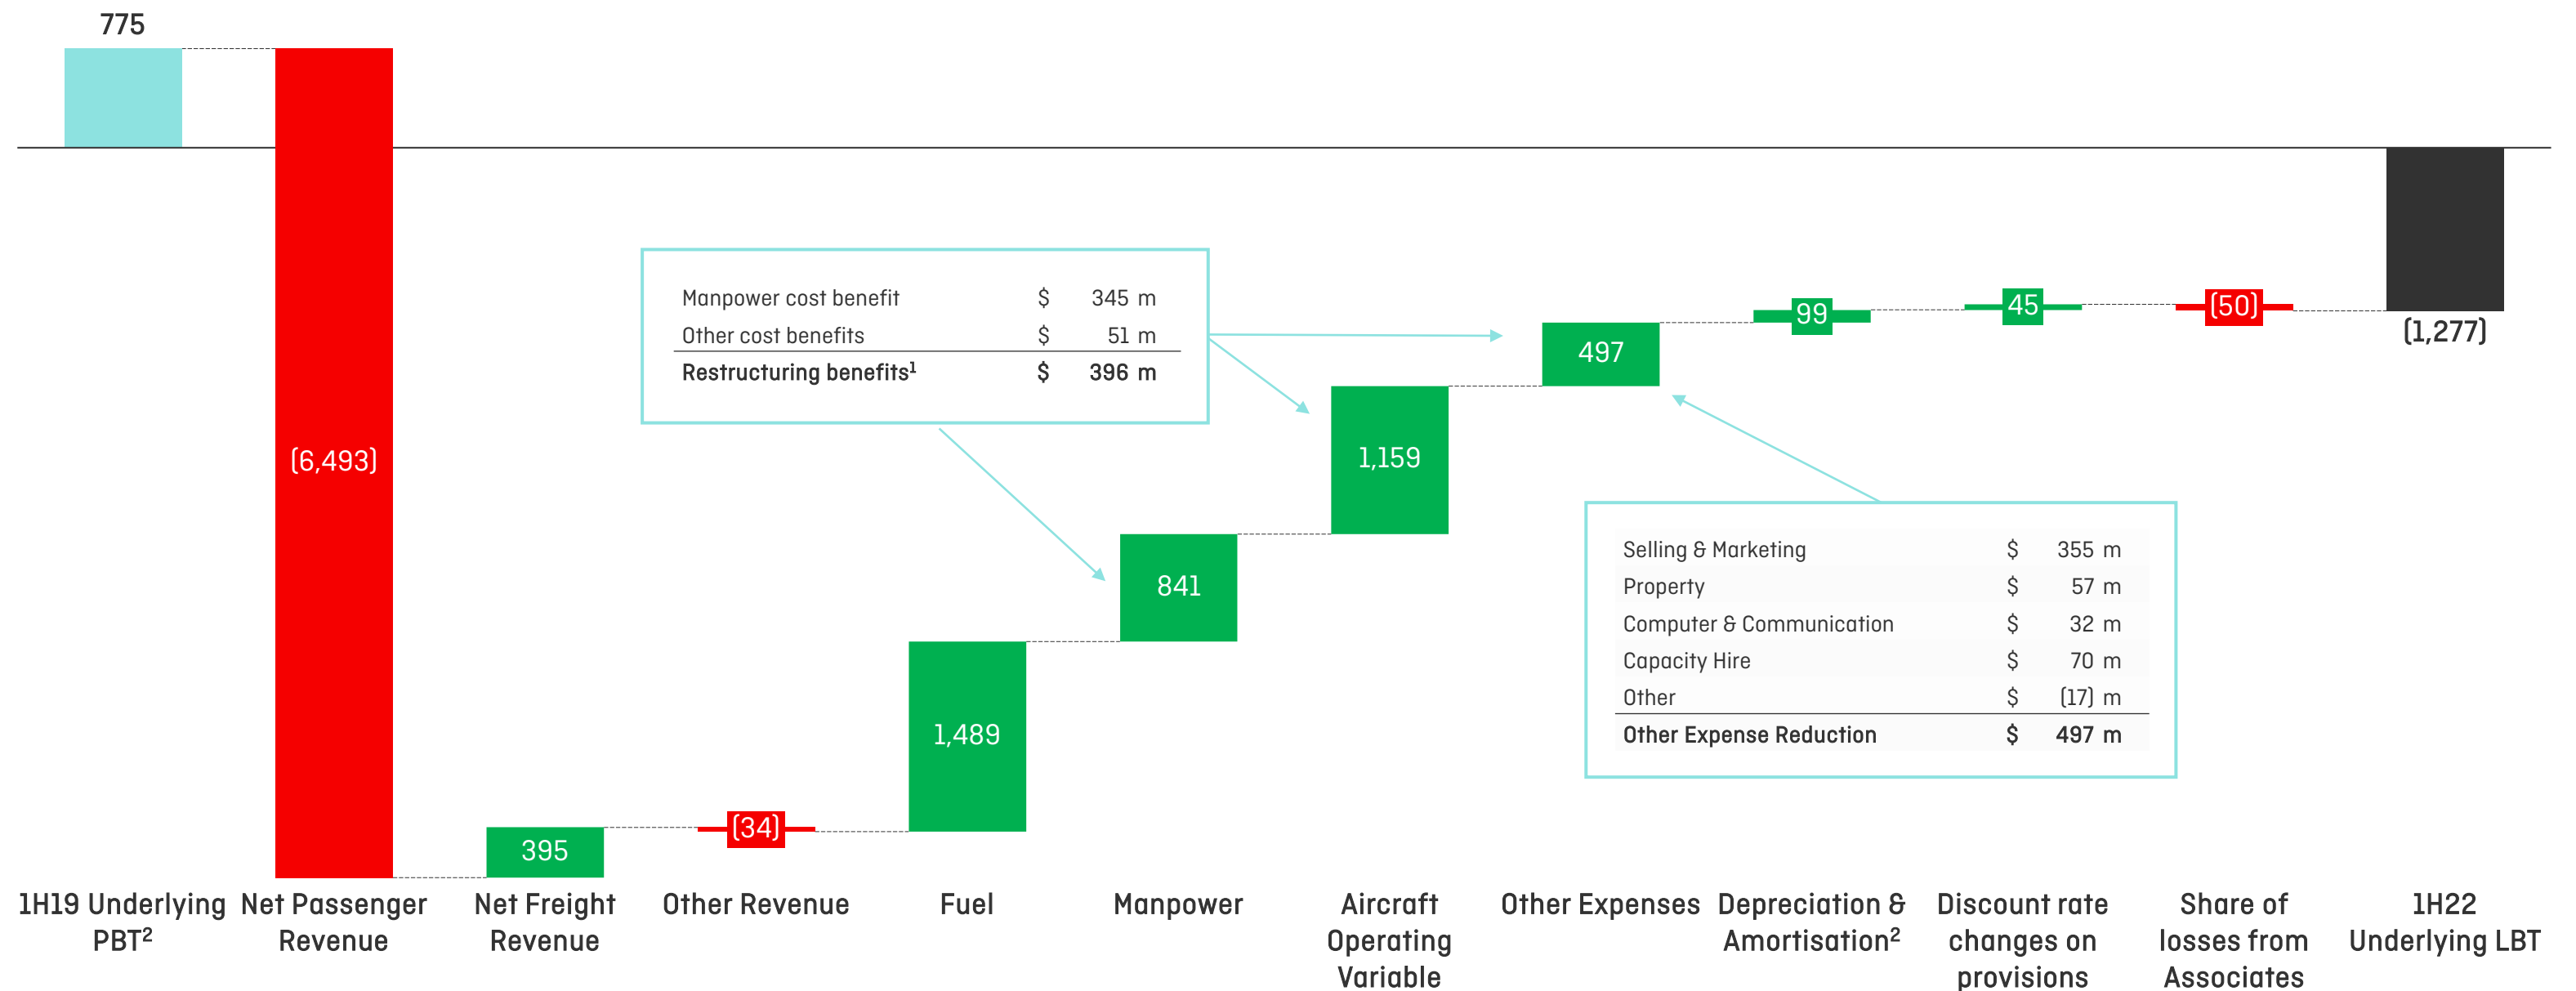 775
(6,493)
395
(34)
1,489
841
1,159
497
99
45
(50)
(1,277)
Manpower cost benefit $ 345 m
Other cost benefits $ 51 m
Restructuring benefits¹ $ 396 m
Selling & Marketing $ 355 m
Property $ 57 m
Computer & Communication $ 32 m
Capacity Hire $ 70 m
Other $ (17) m
Other Expense Reduction $ 497 m
1H19 Underlying
PBT²
Net Passenger
Revenue
Net Freight
Revenue
Other Revenue
Fuel
Manpower
Aircraft
Operating
Variable
Other Expenses
Depreciation &
Amortisation²
Discount rate
changes on
provisions
Share of
losses from
Associates
1H22
Underlying LBT